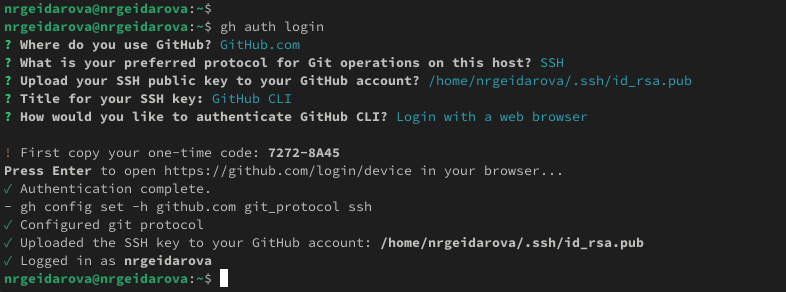 nrgeidarova@nrgeidarova:~$
nrgeidarova@nrgeidarova:~$ gh auth login
? Where do you use GitHub? GitHub.com
? What is your preferred protocol for Git operations on this host? SSH
? Upload your SSH public key to your GitHub account? /home/nrgeidarova/.ssh/id_rsa.pub
? Title for your SSH key: GitHub CLI
? How would you like to authenticate GitHub CLI? Login with a web browser
! First copy your one-time code: 7272-8A45
Press Enter to open https://github.com/login/device in your browser...
✓ Authentication complete.
- gh config set -h github.com git_protocol ssh
✓ Configured git protocol
✓ Uploaded the SSH key to your GitHub account: /home/nrgeidarova/.ssh/id_rsa.pub
✓ Logged in as nrgeidarova
nrgeidarova@nrgeidarova:~$